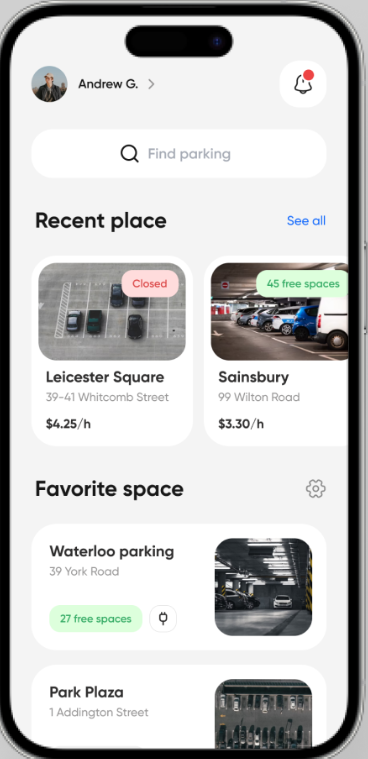 Andrew G.
Find parking
Recent place
See all
Closed
45 free spaces
Leicester Square
39-41 Whitcomb Street
$4.25/h
Sainsbury
99 Wilton Road
$3.30/h
Favorite space
Waterloo parking
39 York Road
27 free spaces
Park Plaza
1 Addington Street